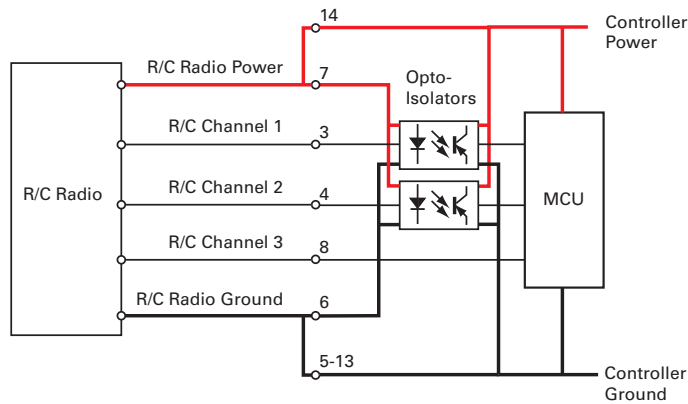 14
Controller
Power
R/C Radio Power
7
Opto-
Isolators
R/C Channel 1
3
R/C Radio
R/C Channel 2
4
MCU
R/C Channel 3
8
R/C Radio Ground
6
5-13
Controller
Ground